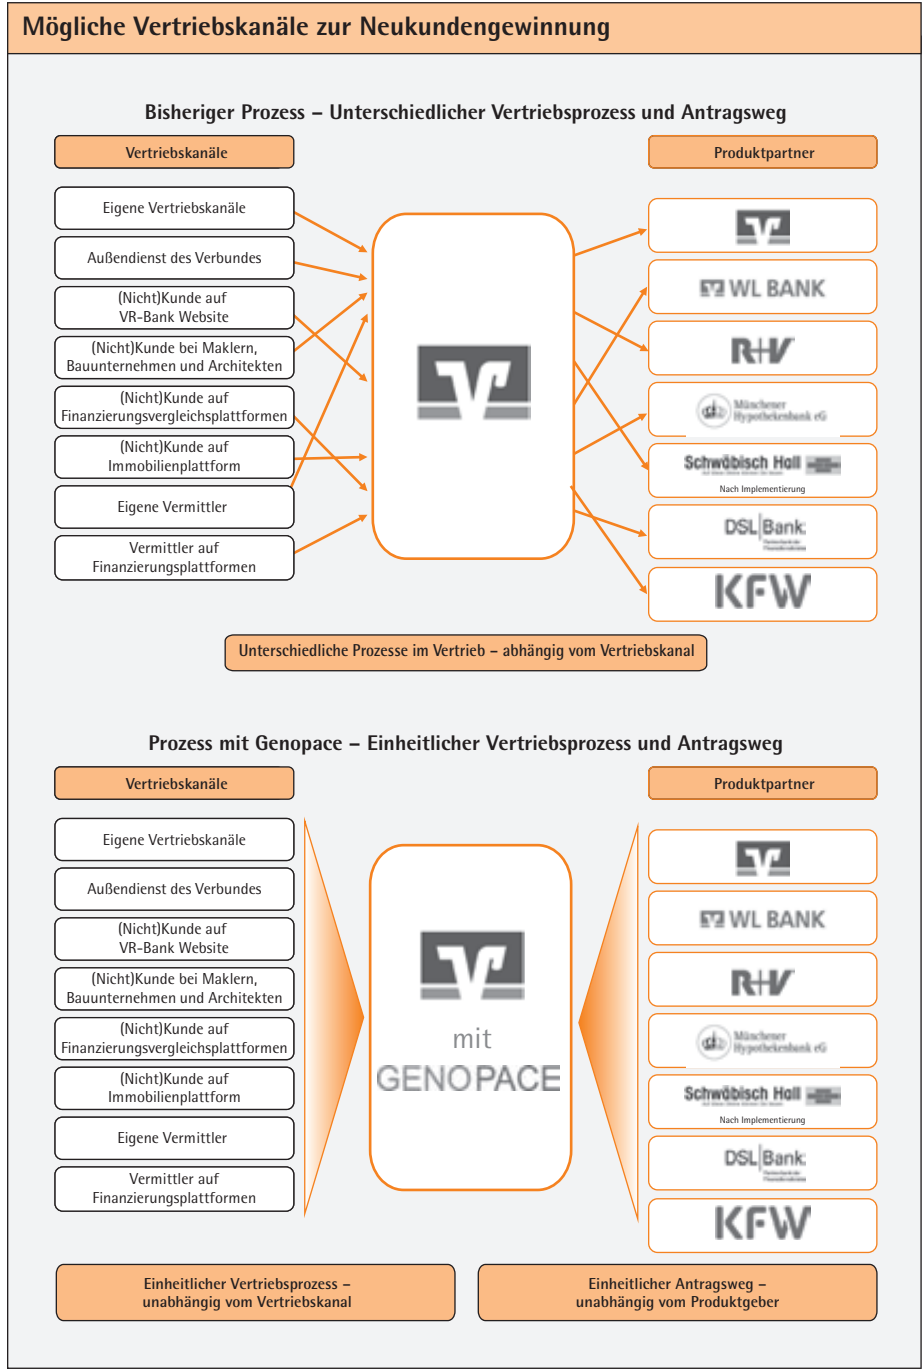 Mögliche Vertriebskanäle zur Neukundengewinnung
Bisheriger Prozess – Unterschiedlicher Vertriebsprozess und Antragsweg
Vertriebskanäle
Eigene Vertriebskanäle
Außendienst des Verbundes
(Nicht)Kunde auf
VR-Bank Website
(Nicht)Kunde bei Maklern,
Bauunternehmen und Architekten
(Nicht)Kunde auf
Finanzierungsvergleichsplattformen
(Nicht)Kunde auf
Immobilienplattform
Eigene Vermittler
Vermittler auf
Finanzierungsplattformen
Produktpartner
WL BANK
R+V
Münchener
Hypothekenbank eG
Schwäbisch Hall
Nach Implementierung
DSL Bank
KFW
Unterschiedliche Prozesse im Vertrieb – abhängig vom Vertriebskanal
Prozess mit Genopace – Einheitlicher Vertriebsprozess und Antragsweg
Vertriebskanäle
Eigene Vertriebskanäle
Außendienst des Verbundes
(Nicht)Kunde auf
VR-Bank Website
(Nicht)Kunde bei Maklern,
Bauunternehmen und Architekten
(Nicht)Kunde auf
Finanzierungsvergleichsplattformen
(Nicht)Kunde auf
Immobilienplattform
Eigene Vermittler
Vermittler auf
Finanzierungsplattformen
mit
GENOPACE
Produktpartner
WL BANK
R+V
Münchener
Hypothekenbank eG
Schwäbisch Hall
Nach Implementierung
DSL Bank
KFW
Einheitlicher Vertriebsprozess –
unabhängig vom Vertriebskanal
Einheitlicher Antragsweg –
unabhängig vom Produktgeber